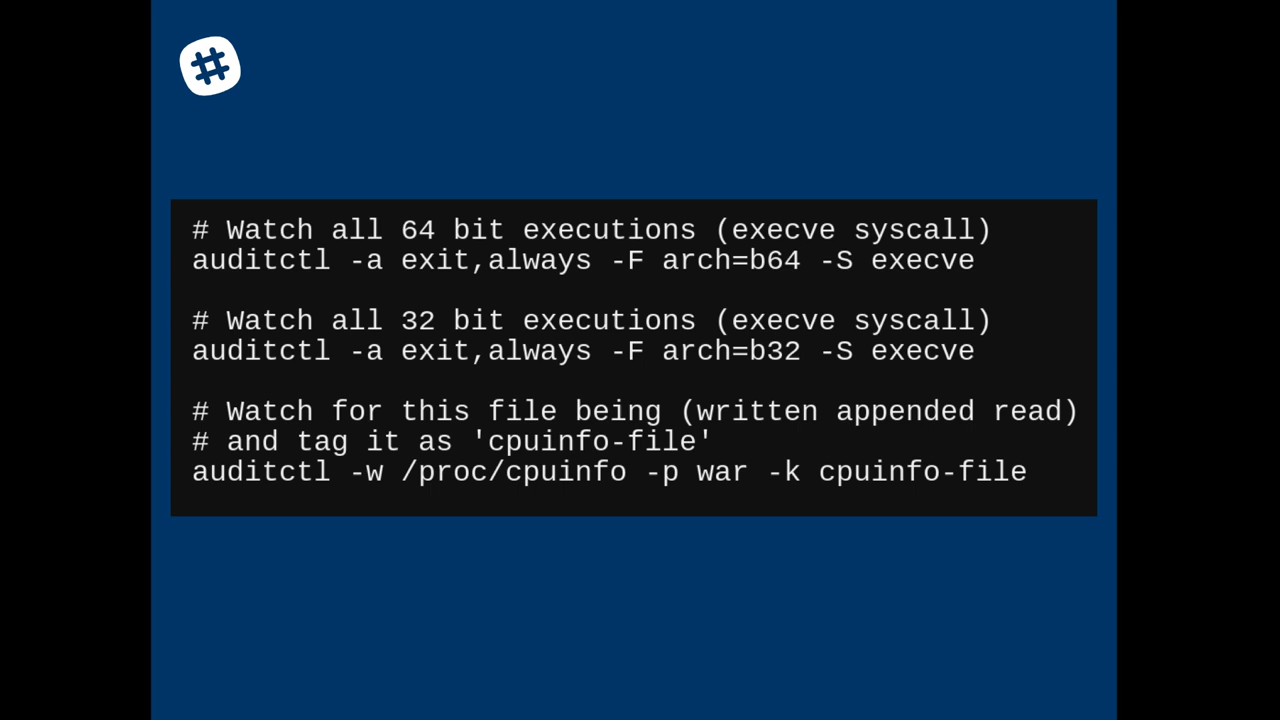 # Watch all 64 bit executions (execve syscall)
auditctl -a exit,always -F arch=b64 -S execve
# Watch all 32 bit executions (execve syscall)
auditctl -a exit,always -F arch=b32 -S execve
# Watch for this file being (written appended read)
# and tag it as 'cpuinfo-file'
auditctl -w /proc/cpuinfo -p war -k cpuinfo-file